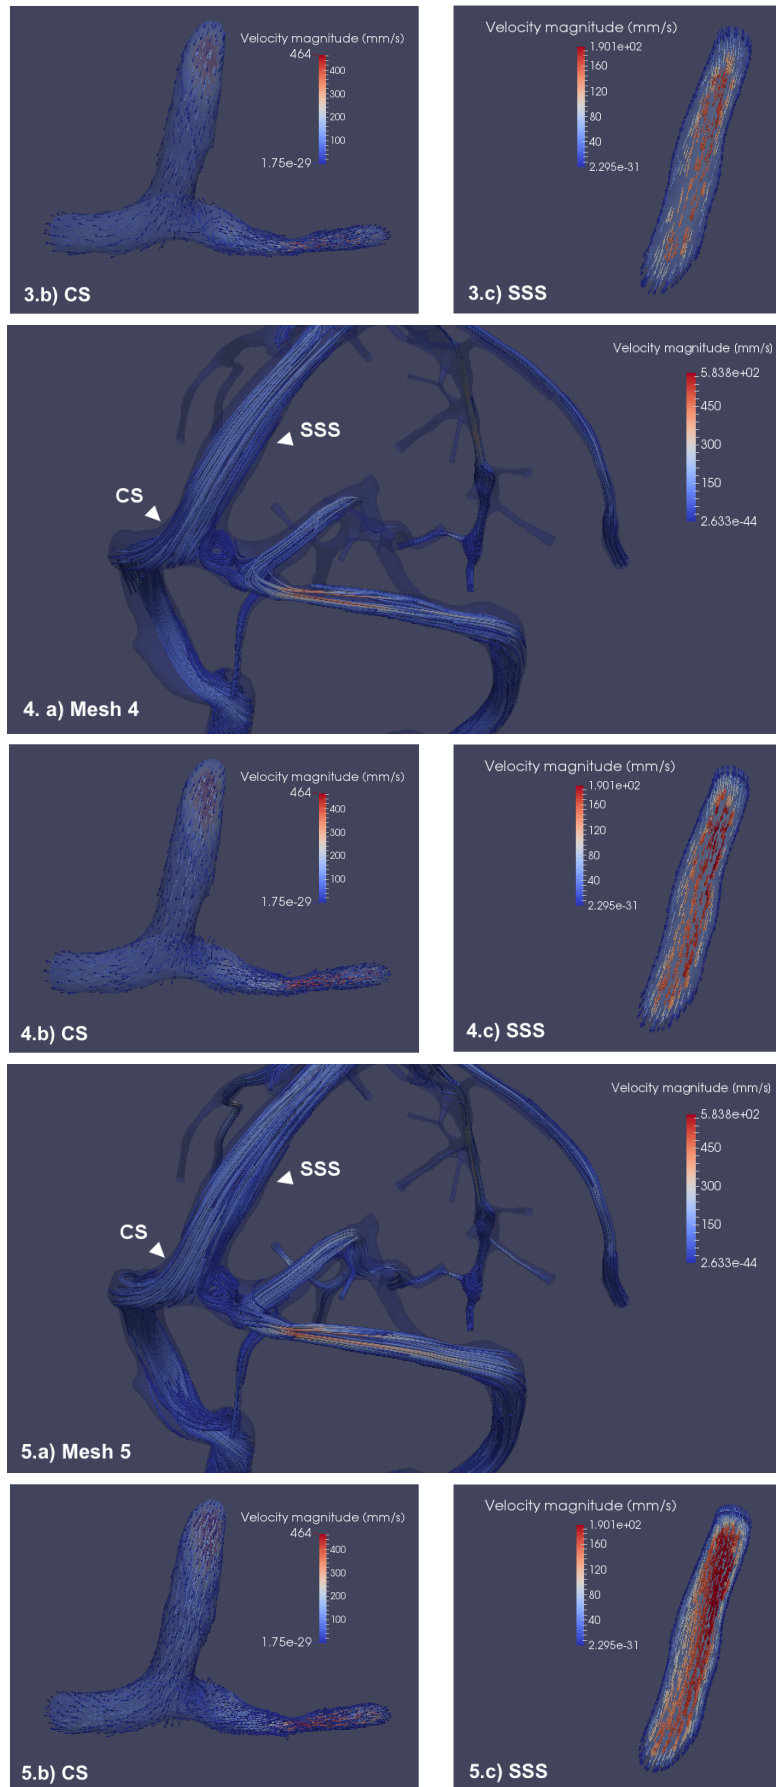 Velocity magnitude (mm/s)
464
400
300
200
100
1.75e-29
3.b) CS
Velocity magnitude (mm/s)
1.901e+02
160
120
80
40
2.295e-31
3.c) SSS
Velocity magnitude (mm/s)
5.838e+02
450
300
150
2.633e-44
SSS
CS
4. a) Mesh 4
Velocity magnitude (mm/s)
464
400
300
200
100
1.75e-29
4.b) CS
Velocity magnitude (mm/s)
1.901e+02
160
120
80
40
2.295e-31
4.c) SSS
Velocity magnitude (mm/s)
5.838e+02
450
300
150
2.633e-44
SSS
CS
5.a) Mesh 5
Velocity magnitude (mm/s)
464
400
300
200
100
1.75e-29
5.b) CS
Velocity magnitude (mm/s)
1.901e+02
160
120
80
40
2.295e-31
5.c) SSS